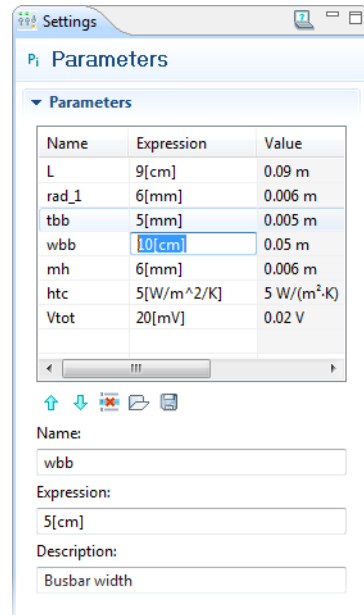 Settings
Pi Parameters
Parameters
Name Expression Value
L 9[cm] 0.09 m
rad_1 6[mm] 0.006 m
tbb 5[mm] 0.005 m
wbb 10[cm] 0.05 m
mh 6[mm] 0.006 m
htc 5[W/m^2/K] 5 W/(m²·K)
Vtot 20[mV] 0.02 V
Name:
wbb
Expression:
5[cm]
Description:
Busbar width